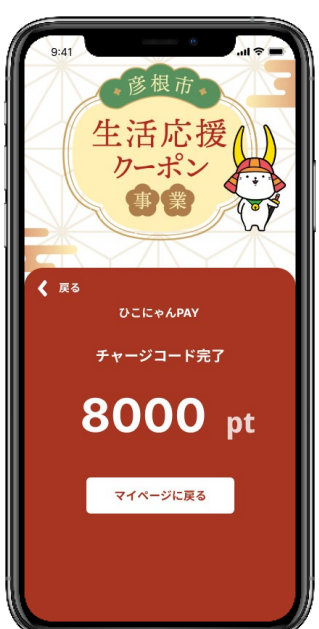 9:41
彦根市
生活応援
クーポン
事業
戻る
ひこにゃんPAY
チャージコード完了
8000 pt
マイページに戻る